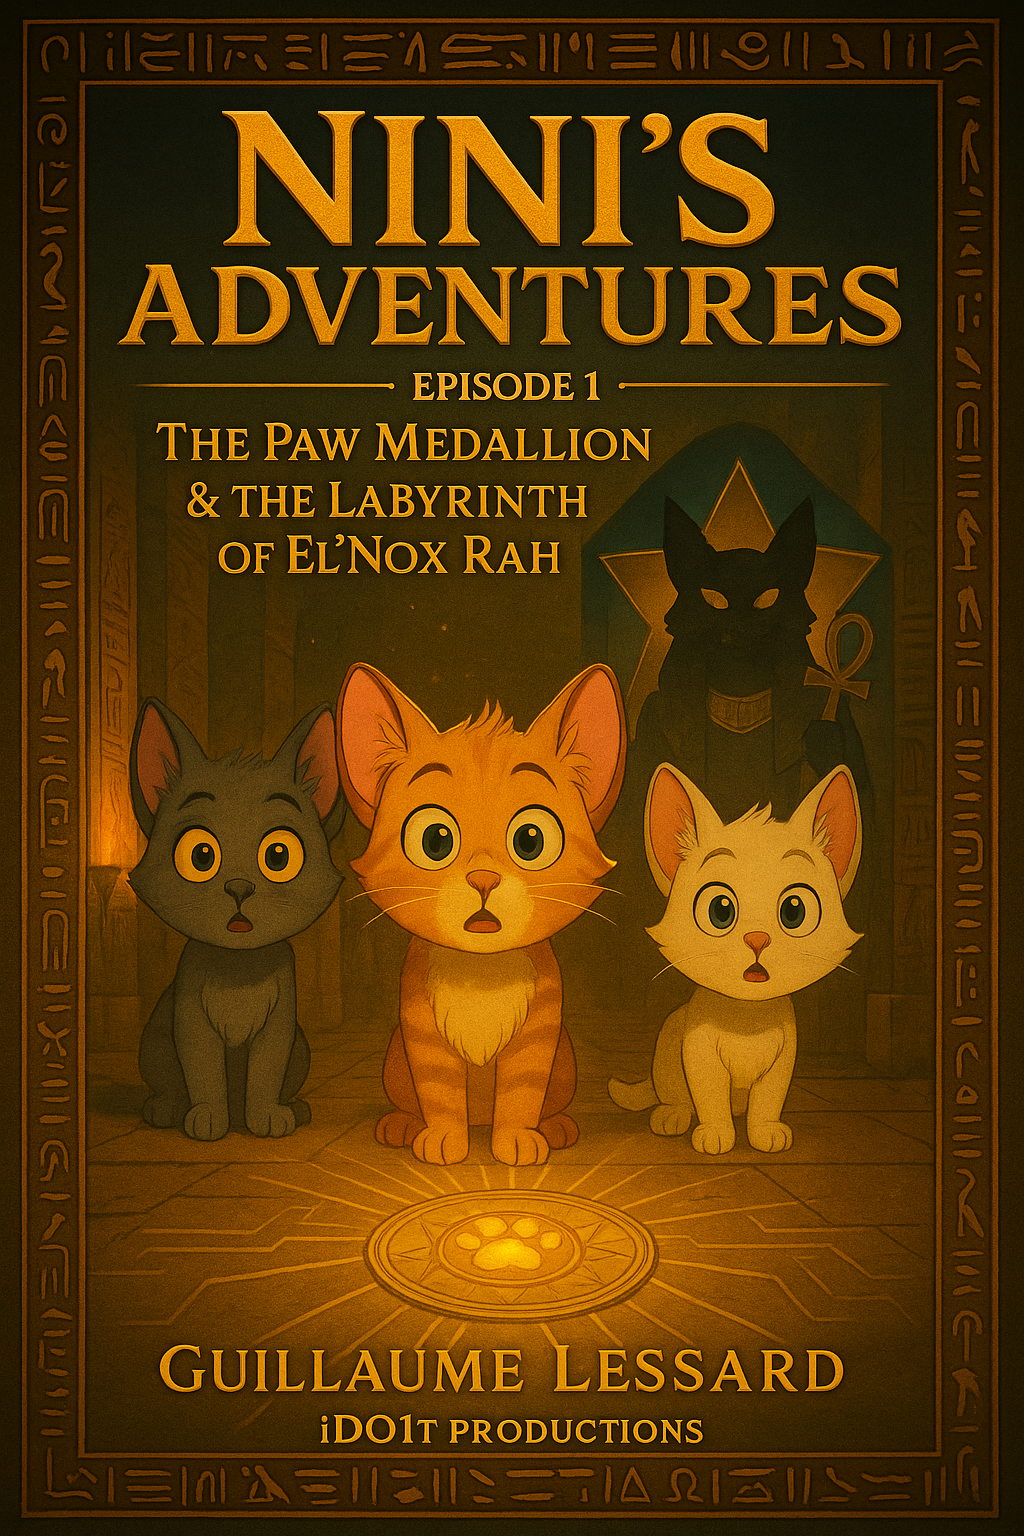 NINI'S
ADVENTURES
EPISODE 1
THE PAW MEDALLION
& THE LABYRINTH
OF EL'NOX RAH
GUILLAUME LESSARD
iDO1T PRODUCTIONS